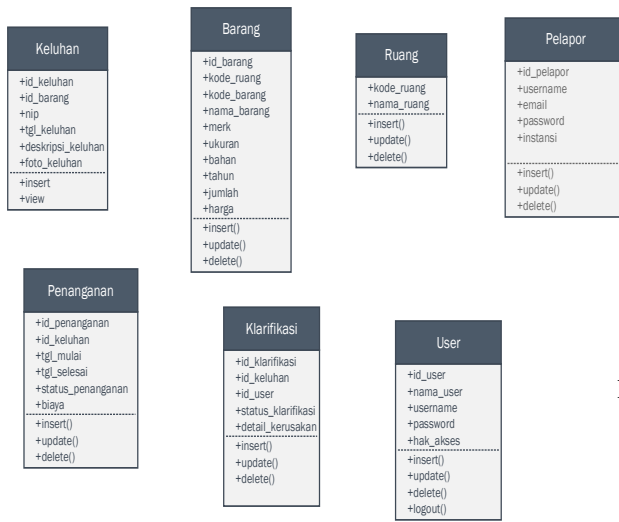 Keluhan
+id_keluhan
+id_barang
+nip
+tgl_keluhan
+deskripsi_keluhan
+foto_keluhan
+insert
+view
Barang
+id_barang
+kode_ruang
+kode_barang
+nama_barang
+merk
+ukuran
+bahan
+tahun
+jumlah
+harga
+insert()
+update()
+delete()
Ruang
+kode_ruang
+nama_ruang
+insert()
+update()
+delete()
Pelapor
+id_pelapor
+username
+email
+password
+instansi
+insert()
+update()
+delete()
Penanganan
+id_penanganan
+id_keluhan
+tgl_mulai
+tgl_selesai
+status_penanganan
+biaya
+insert()
+update()
+delete()
Klarifikasi
+id_klarifikasi
+id_keluhan
+id_user
+status_klarifikasi
+detail_kerusakan
+insert()
+update()
+delete()
User
+id_user
+nama_user
+username
+password
+hak_akses
+insert()
+update()
+delete()
+logout()